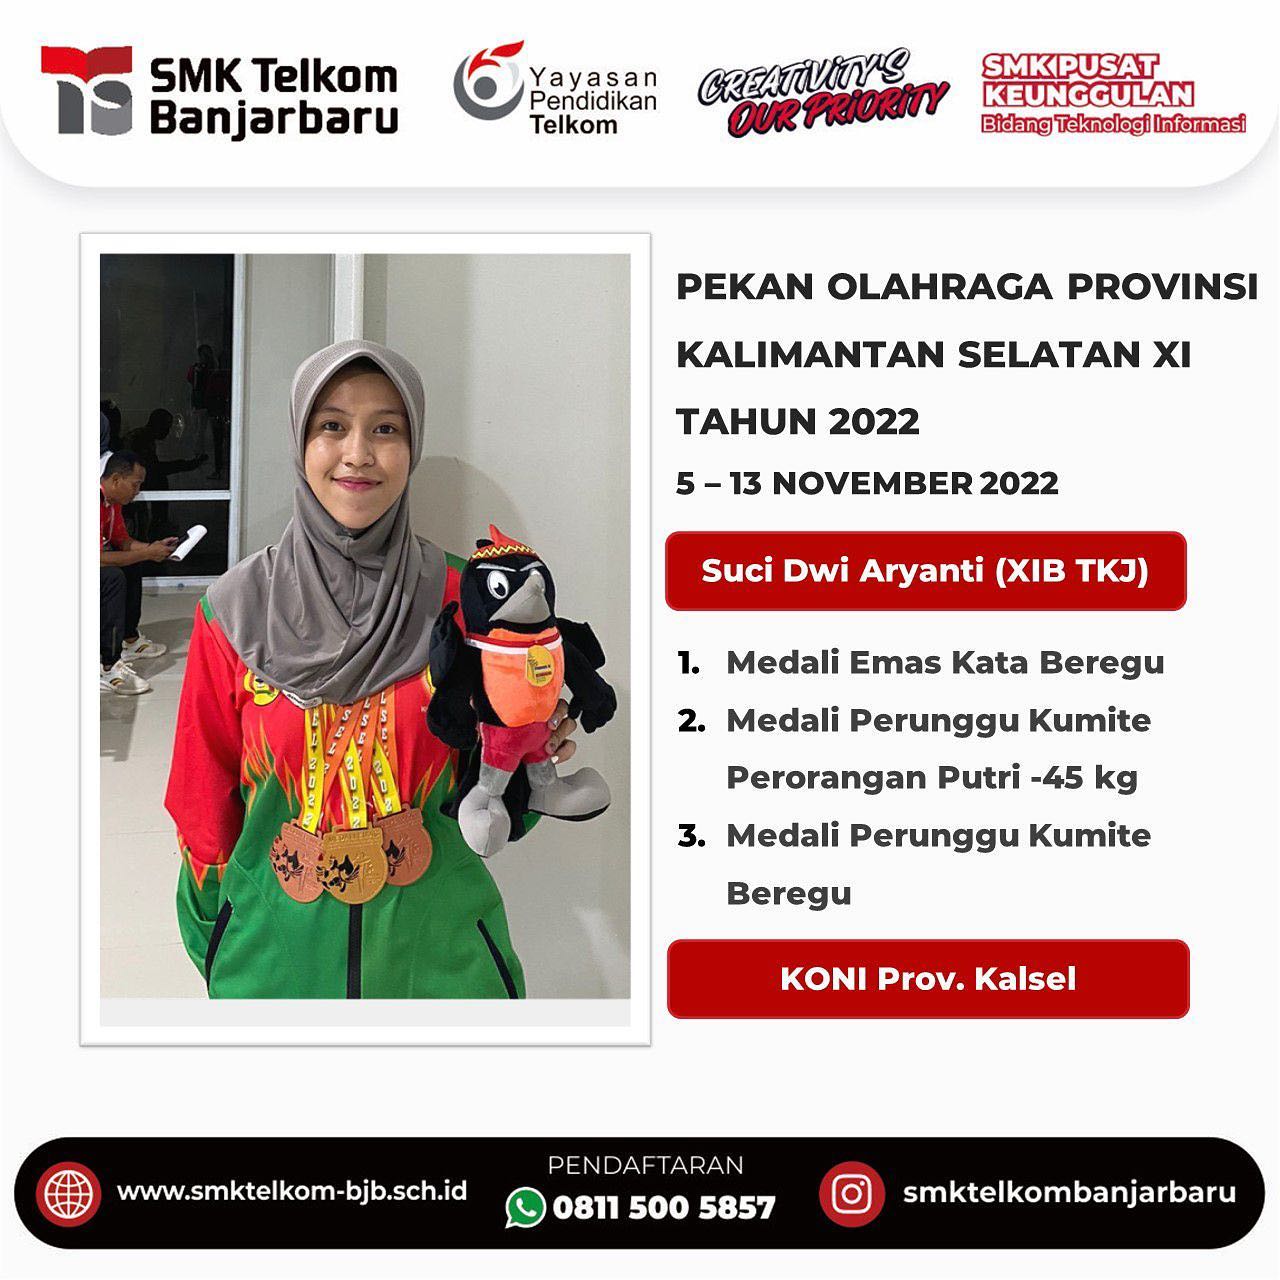 SMK Telkom
Banjarbaru
Yayasan
Pendidikan
Telkom
CREATIVITY'S
OUR PRIORITY
SMK PUSAT
KEUNGGULAN
Bidang Teknologi Informasi
PEKAN OLAHRAGA PROVINSI
KALIMANTAN SELATAN XI
TAHUN 2022
5 – 13 NOVEMBER 2022
Suci Dwi Aryanti (XIB TKJ)
1. Medali Emas Kata Beregu
2. Medali Perunggu Kumite
Perorangan Putri -45 kg
3. Medali Perunggu Kumite
Beregu
KONI Prov. Kalsel
www.smktelkom-bjb.sch.id
PENDAFTARAN
0811 500 5857
smktelkombanjarbaru